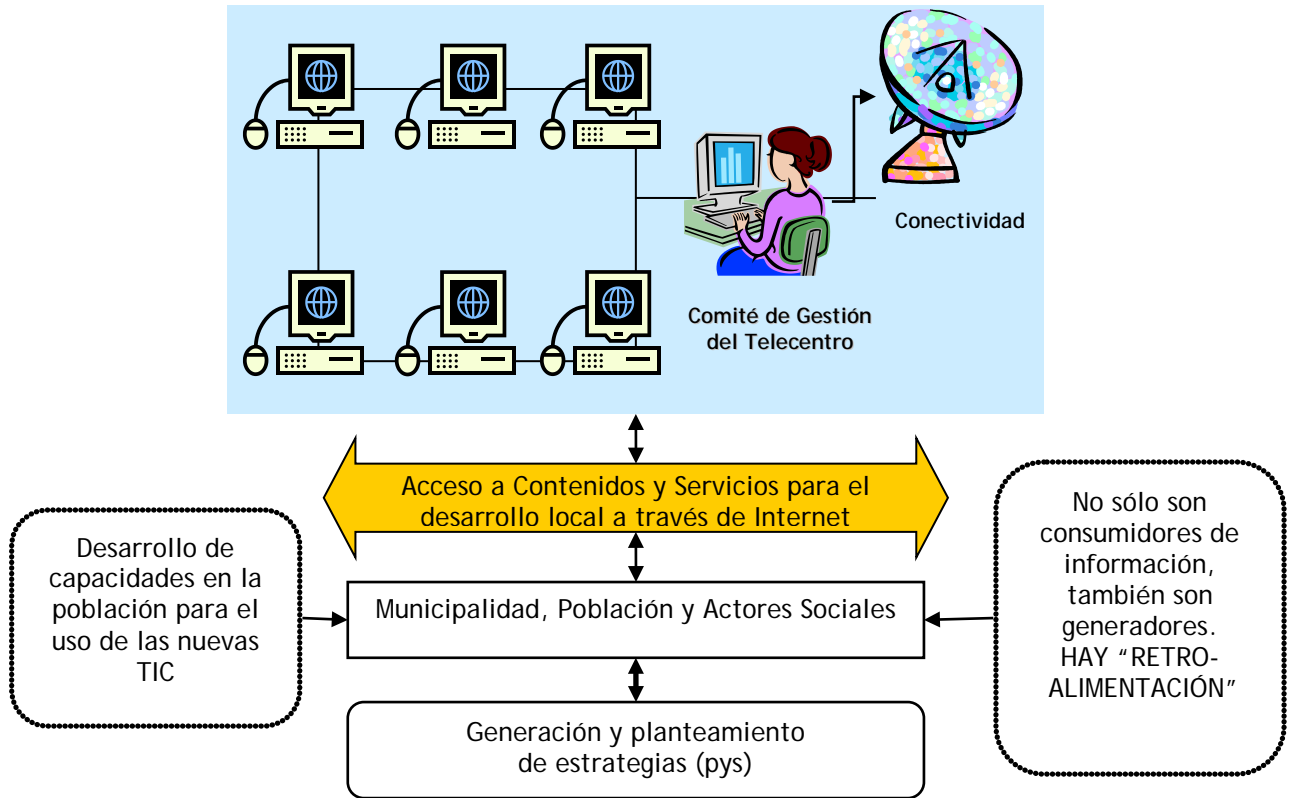 Conectividad
Comité de Gestión
del Telecentro
Acceso a Contenidos y Servicios para el
desarrollo local a través de Internet
Desarrollo de
capacidades en la
población para el
uso de las nuevas
TIC
Municipalidad, Población y Actores Sociales
No sólo son
consumidores de
información,
también son
generadores.
HAY “RETRO-
ALIMENTACIÓN”
Generación y planteamiento
de estrategias (pys)